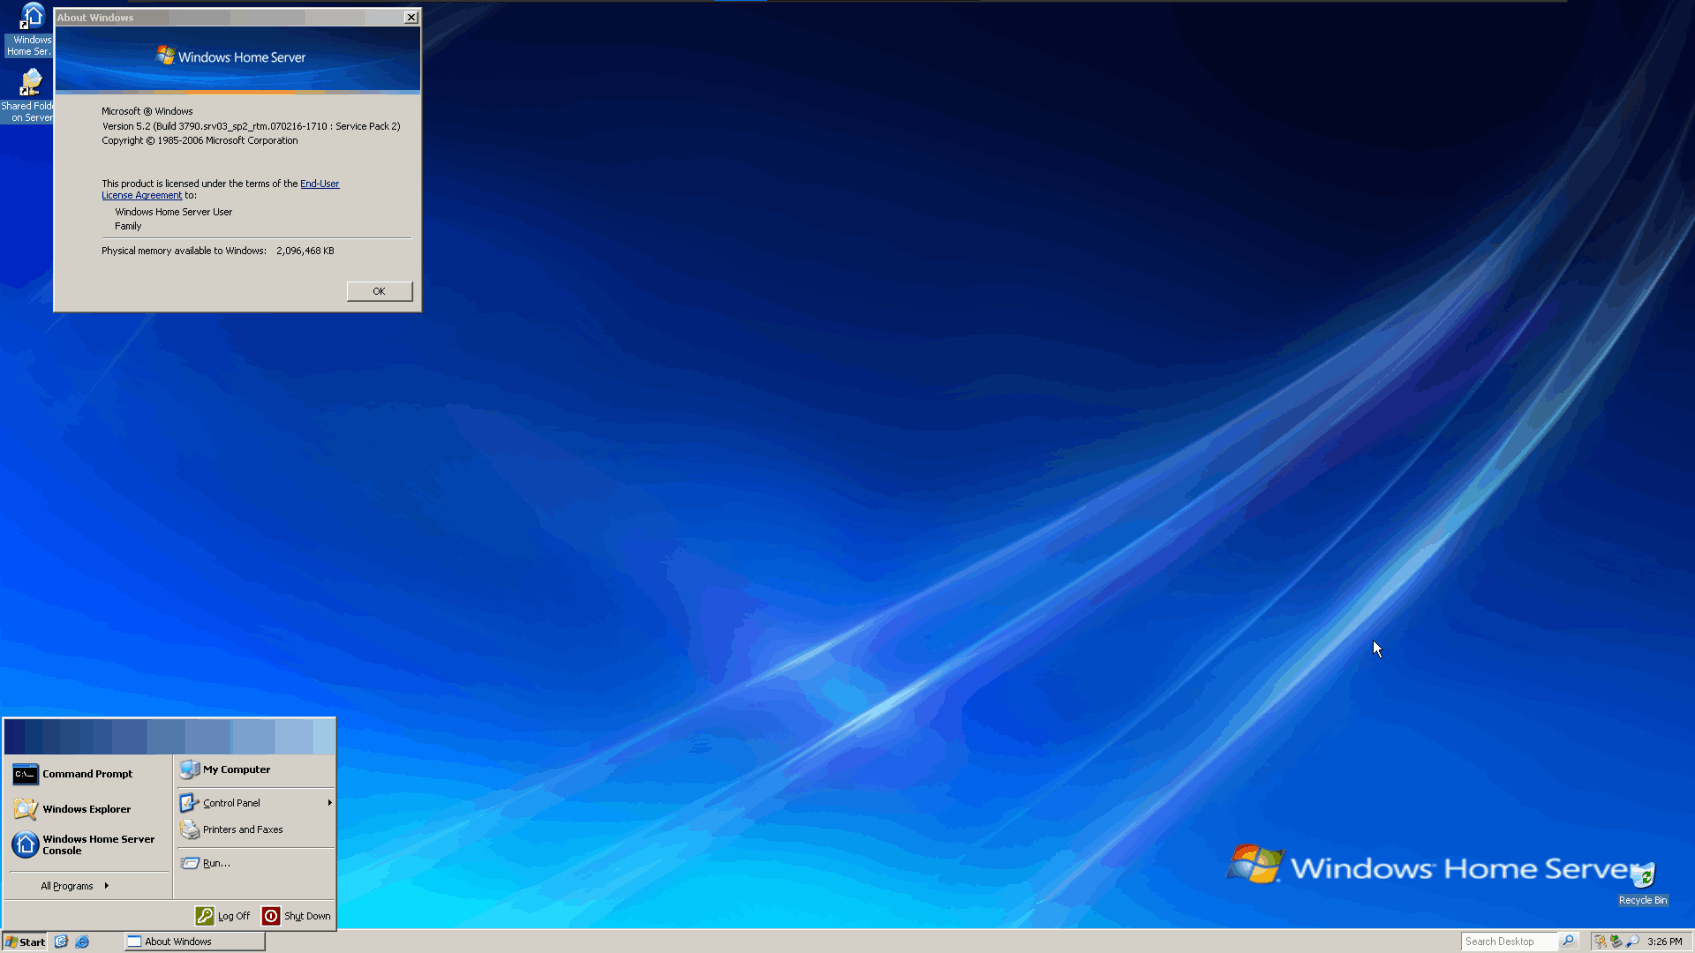 Windows
Home Ser.
Shared Folde
on Server
About Windows
Windows Home Server
Microsoft ® Windows
Version 5.2 (Build 3790.srv03_sp2_rtm.070216-1710 : Service Pack 2)
Copyright © 1985-2006 Microsoft Corporation
This product is licensed under the terms of the End-User
License Agreement to:
Windows Home Server User
Family
Physical memory available to Windows: 2,096,468 KB
OK
Command Prompt
Windows Explorer
Windows Home Server
Console
All Programs
My Computer
Control Panel
Printers and Faxes
Run...
Log Off
Shut Down
Windows Home Server
Recycle Bin
Start
About Windows
Search Desktop
3:26 PM